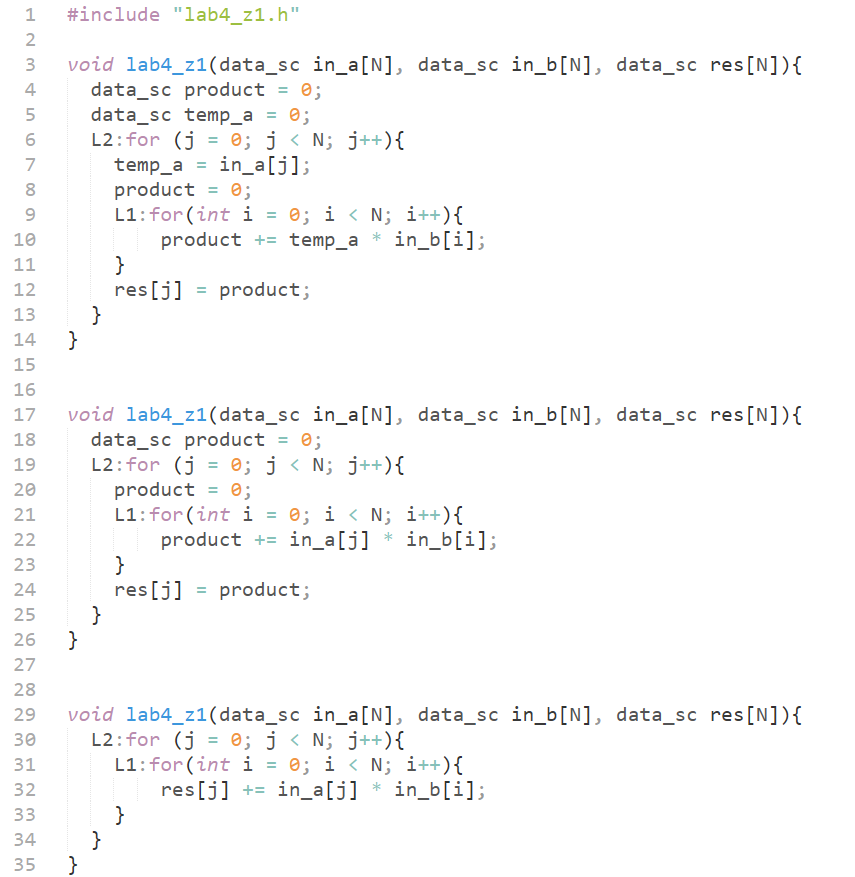 1 #include "lab4_z1.h"
2
3 void lab4_z1(data_sc in_a[N], data_sc in_b[N], data_sc res[N]){
4 data_sc product = 0;
5 data_sc temp_a = 0;
6 L2:for (j = 0; j < N; j++){
7 temp_a = in_a[j];
8 product = 0;
9 L1:for(int i = 0; i < N; i++){
10 product += temp_a * in_b[i];
11 }
12 res[j] = product;
13 }
14 }
15
16
17 void lab4_z1(data_sc in_a[N], data_sc in_b[N], data_sc res[N]){
18 data_sc product = 0;
19 L2:for (j = 0; j < N; j++){
20 product = 0;
21 L1:for(int i = 0; i < N; i++){
22 product += in_a[j] * in_b[i];
23 }
24 res[j] = product;
25 }
26 }
27
28
29 void lab4_z1(data_sc in_a[N], data_sc in_b[N], data_sc res[N]){
30 L2:for (j = 0; j < N; j++){
31 L1:for(int i = 0; i < N; i++){
32 res[j] += in_a[j] * in_b[i];
33 }
34 }
35 }